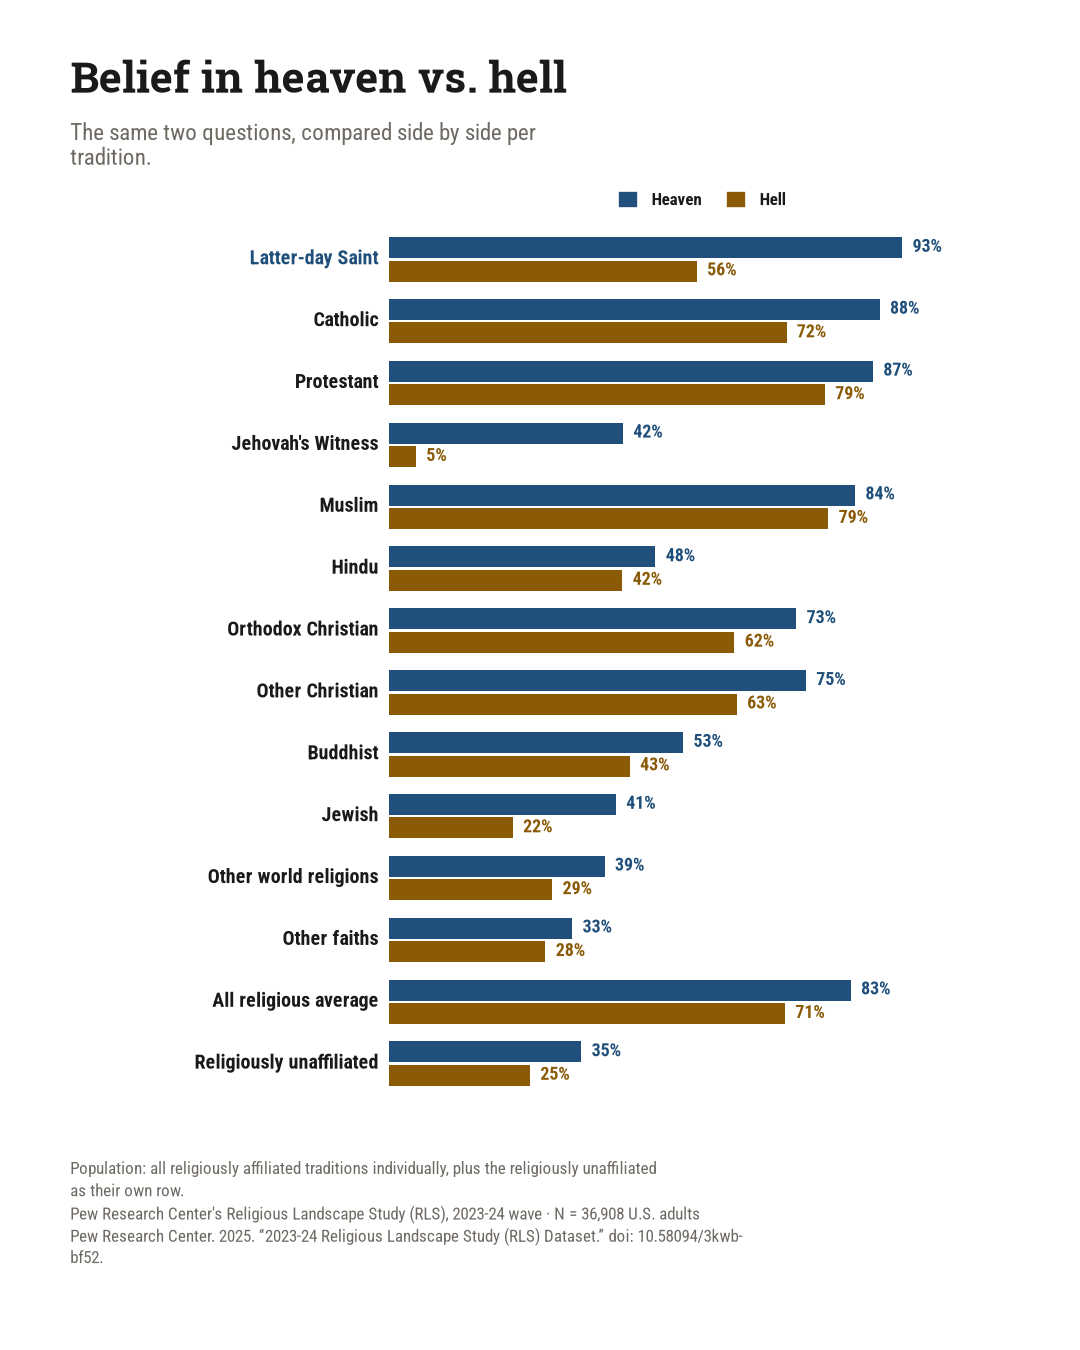 Belief in heaven vs. hell
The same two questions, compared side by side per
tradition.
Heaven Hell
Latter-day Saint 93%
56%
Catholic 88%
72%
Protestant 87%
79%
Jehovah's Witness 42%
5%
Muslim 84%
79%
Hindu 48%
42%
Orthodox Christian 73%
62%
Other Christian 75%
63%
Buddhist 53%
43%
Jewish 41%
22%
Other world religions 39%
29%
Other faiths 33%
28%
All religious average 83%
71%
Religiously unaffiliated 35%
25%
Population: all religiously affiliated traditions individually, plus the religiously unaffiliated
as their own row.
Pew Research Center's Religious Landscape Study (RLS), 2023-24 wave · N = 36,908 U.S. adults
Pew Research Center. 2025. “2023-24 Religious Landscape Study (RLS) Dataset.” doi: 10.58094/3kwb-
bf52.